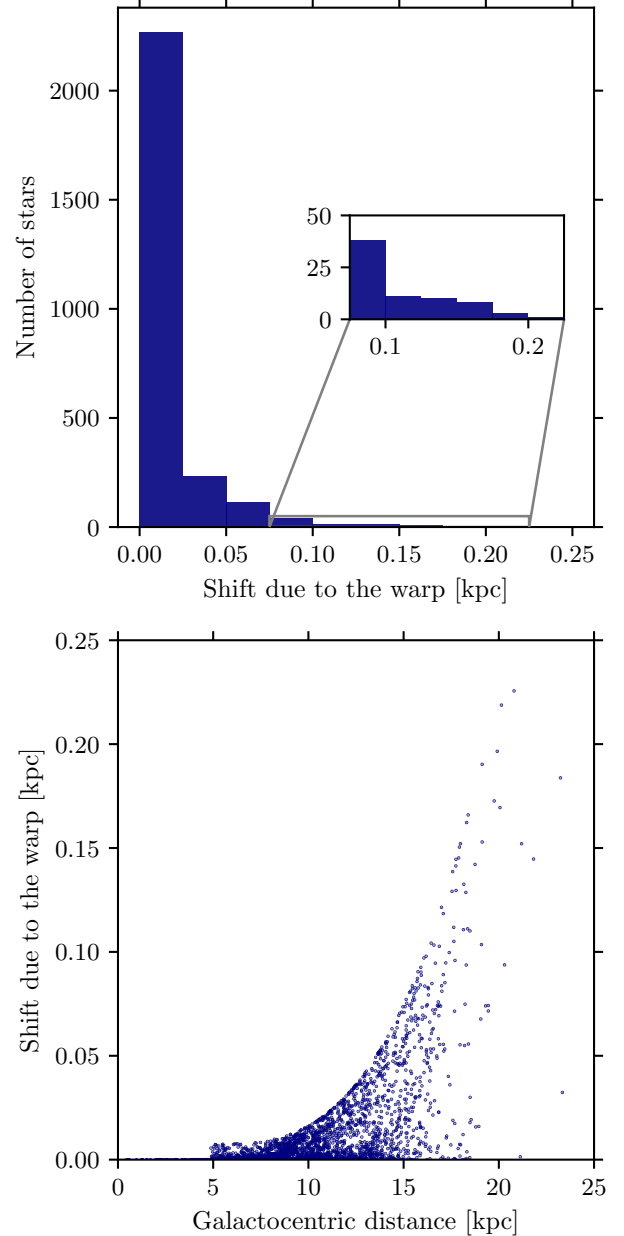 2000
1500
1000
500
0
Number of stars
50
25
0
0.1 0.2
0.00 0.05 0.10 0.15 0.20 0.25
Shift due to the warp [kpc]
0.25
0.20
0.15
0.10
0.05
0.00
Shift due to the warp [kpc]
0 5 10 15 20 25
Galactocentric distance [kpc]